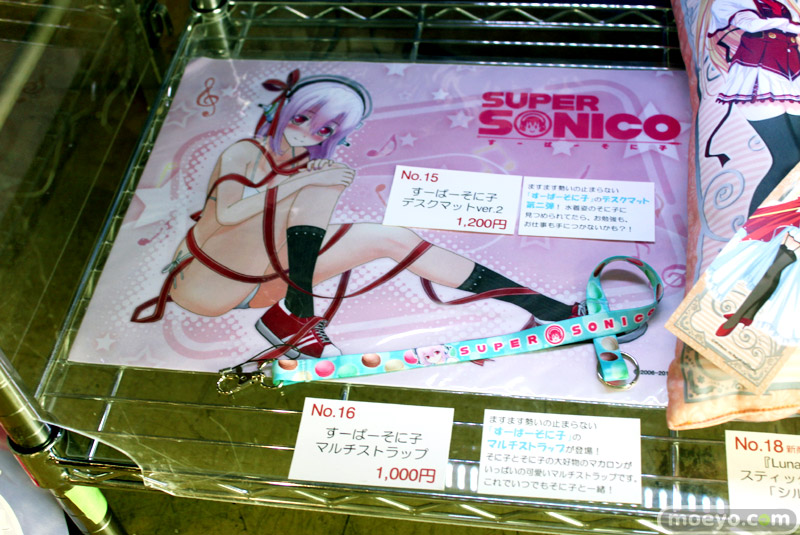 SUPER
SONICO
すーぱーそに子
No.15
すーぱーそに子
デスクマットver.2
1,200円
ますます勢いの止まらない
「すーぱーそに子」のデスクマット
第二弾！ 水着姿のそに子に
見つめられてたら、お勉強も、
お仕事も手につかないかも？！
SUPER SONICO
No.16
すーぱーそに子
マルチストラップ
1,000円
ますます勢いの止まらない
「すーぱーそに子」の
マルチストラップが登場！
そに子とそに子の大好物のマカロンが
いっぱいの可愛いマルチストラップです。
これでいつでもそに子と一緒！
No.18
『Luna
スティッ
「シル
moeyo.com